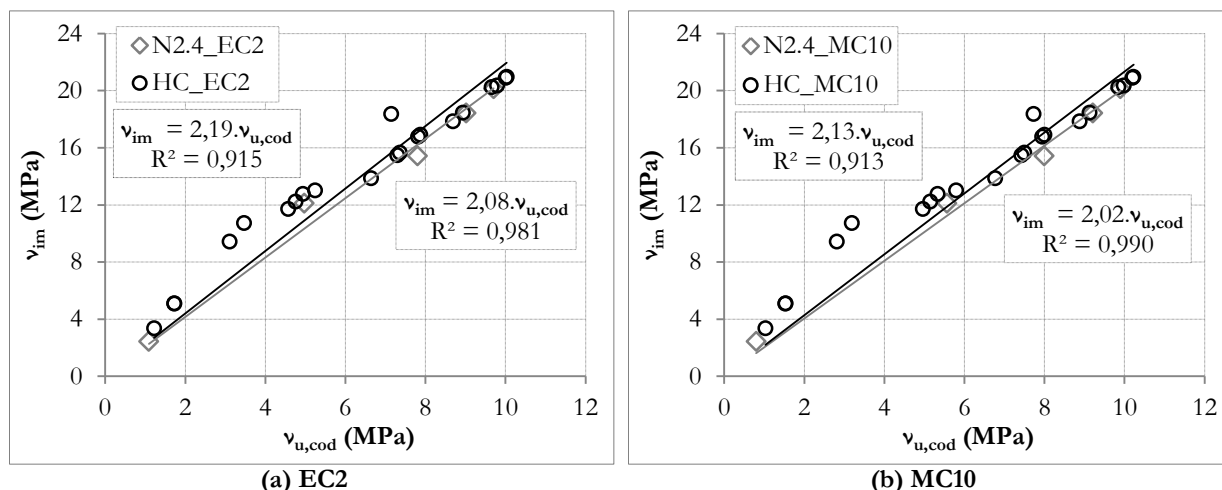 24
20
16
12
8
4
0
0 2 4 6 8 10 12
ν_im (MPa)
ν_u,cod (MPa)
N2.4_EC2
HC_EC2
ν_im = 2,19.ν_u,cod
R² = 0,915
ν_im = 2,08.ν_u,cod
R² = 0,981
(a) EC2
24
20
16
12
8
4
0
0 2 4 6 8 10 12
ν_im (MPa)
ν_u,cod (MPa)
N2.4_MC10
HC_MC10
ν_im = 2,13.ν_u,cod
R² = 0,913
ν_im = 2,02.ν_u,cod
R² = 0,990
(b) MC10